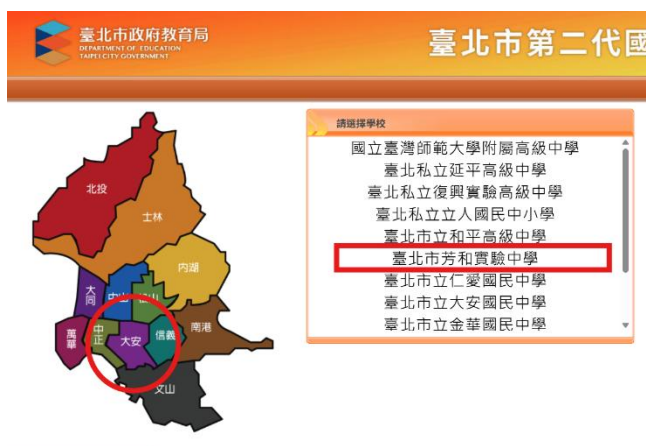 臺北市政府教育局
DEPARTMENT OF EDUCATION
TAIPEI CITY GOVERNMENT
臺北市第二代國
請選擇學校
國立臺灣師範大學附屬高級中學
臺北私立延平高級中學
臺北私立復興實驗高級中學
臺北私立立人國民中小學
臺北市立和平高級中學
臺北市芳和實驗中學
臺北市立仁愛國民中學
臺北市立大安國民中學
臺北市立金華國民中學
北投
士林
內湖
大同
中山
松山
萬華
中正
大安
信義
南港
文山